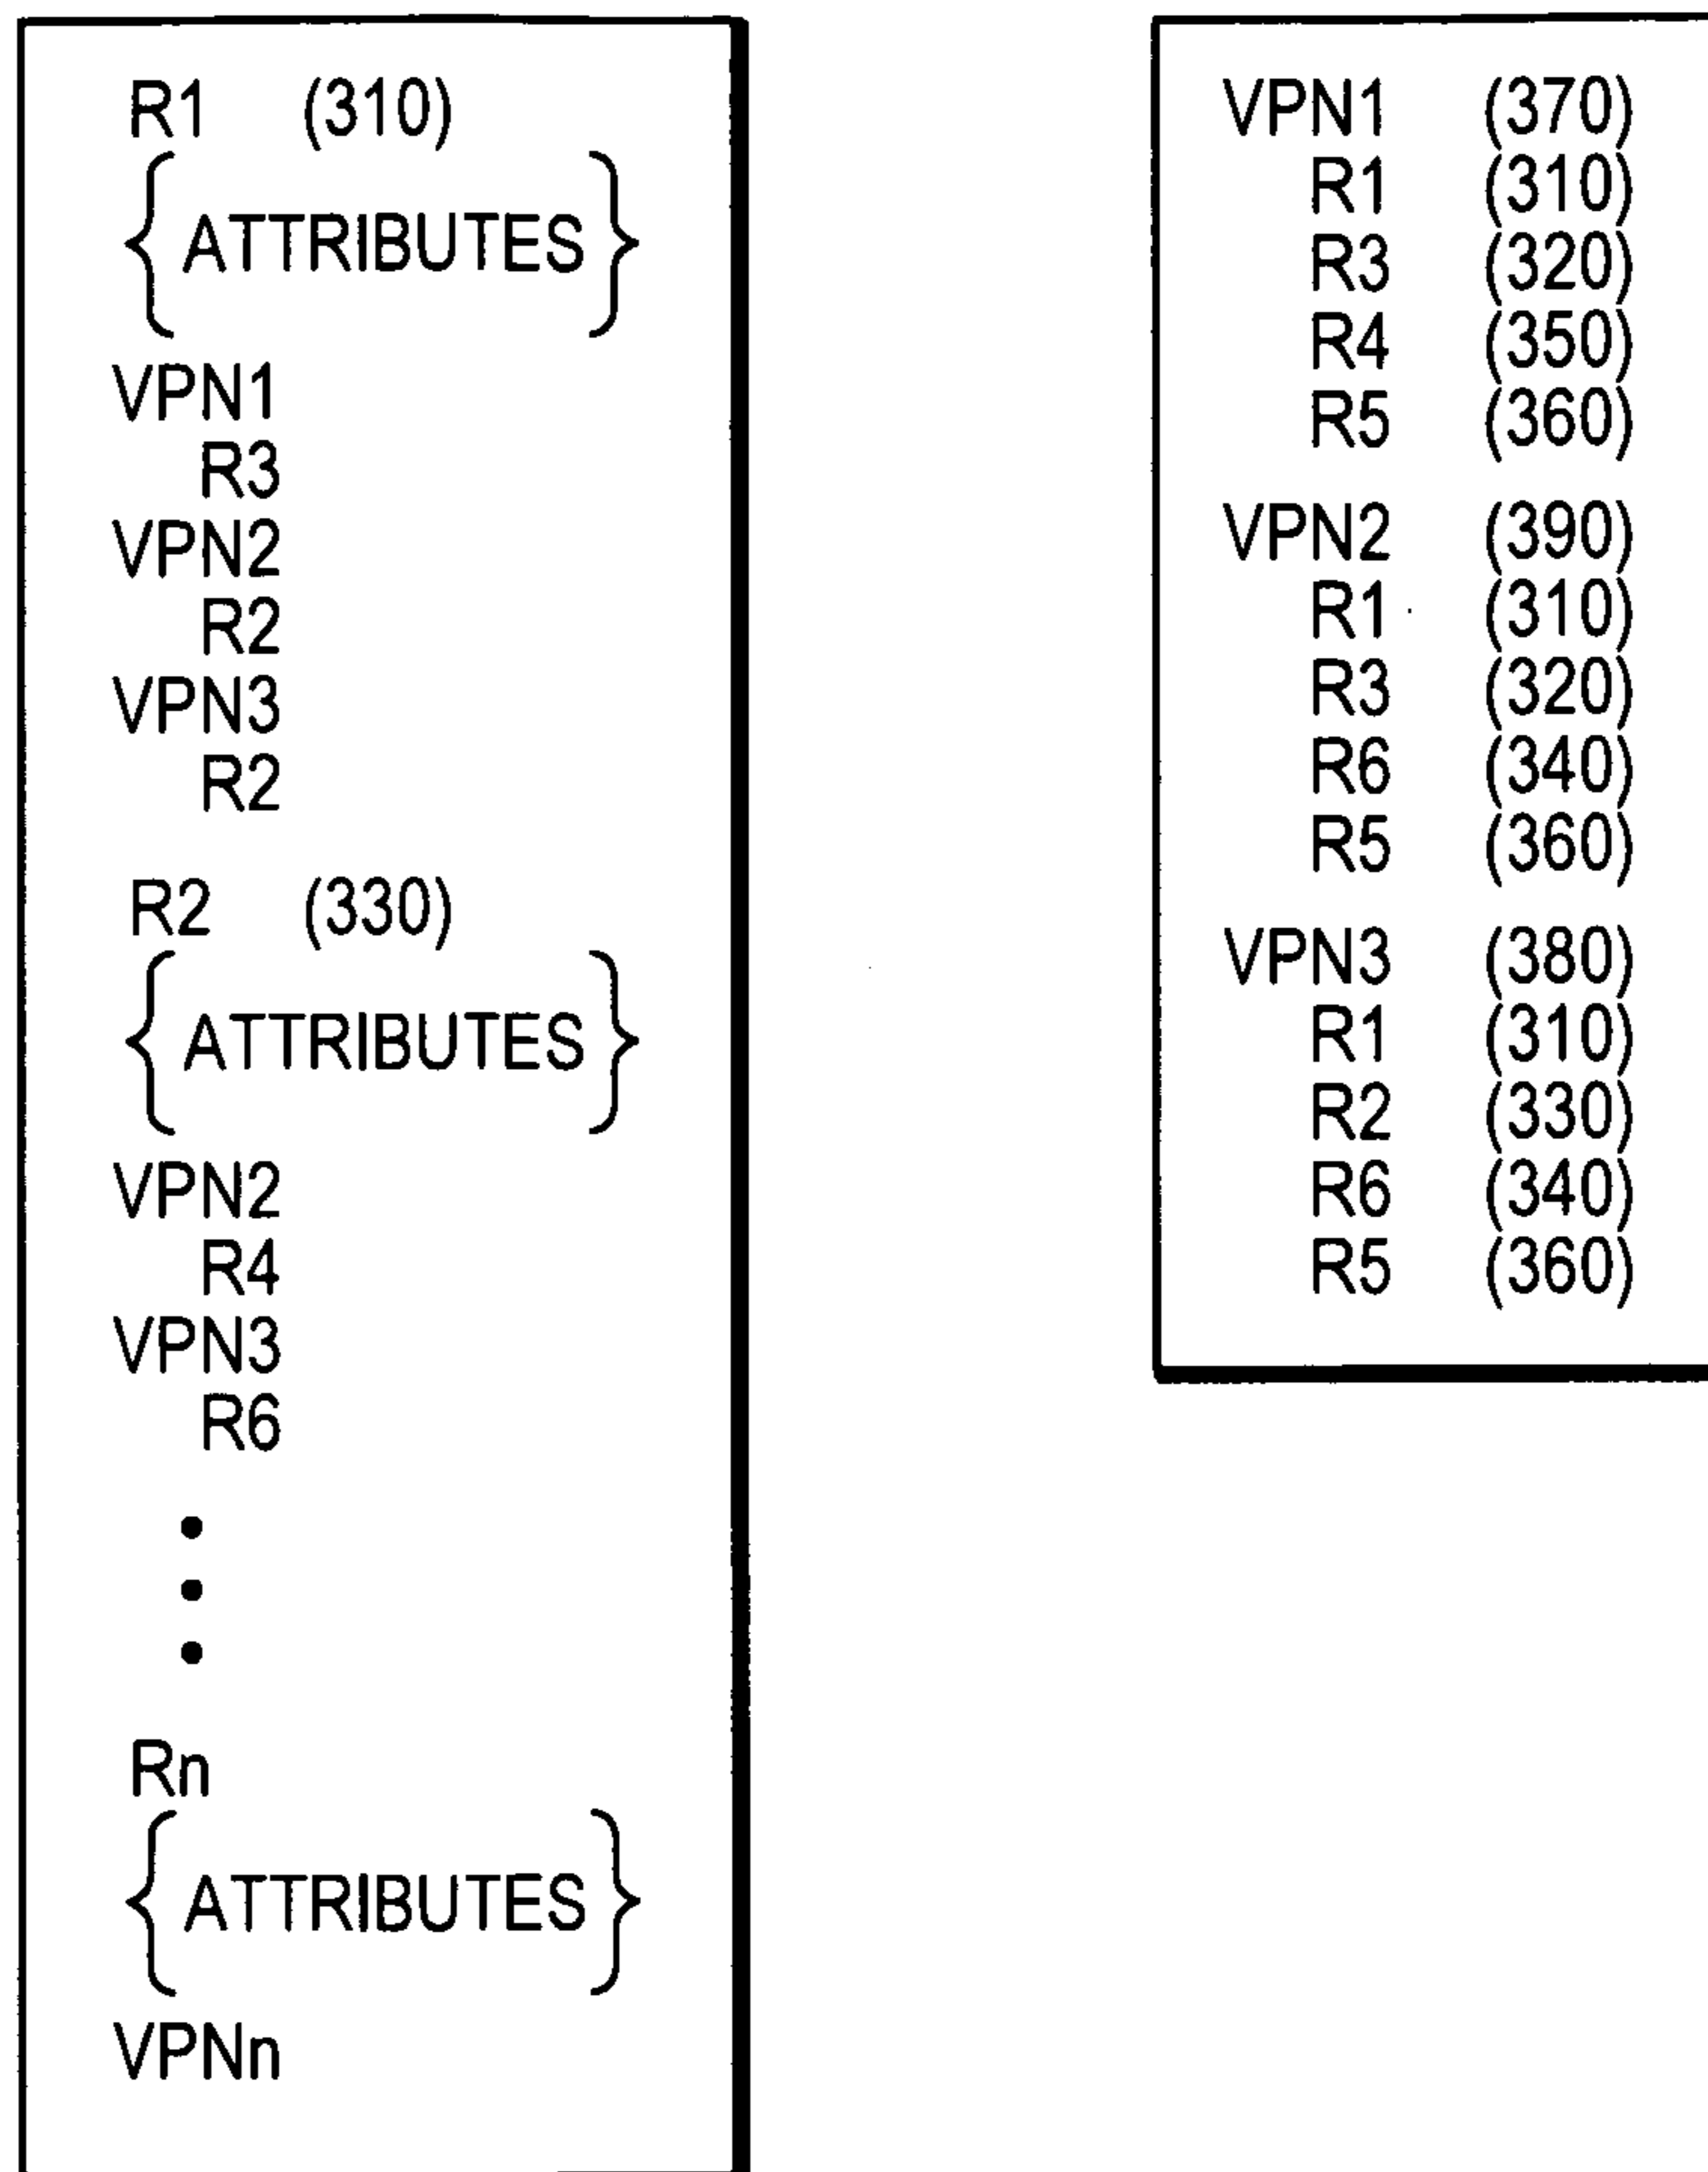 R1 (310)
{ ATTRIBUTES }
VPN1
R3
VPN2
R2
VPN3
R2
R2 (330)
{ ATTRIBUTES }
VPN2
R4
VPN3
R6
Rn
{ ATTRIBUTES }
VPNn
VPN1 (370)
R1 (310)
R3 (320)
R4 (350)
R5 (360)
VPN2 (390)
R1 (310)
R3 (320)
R6 (340)
R5 (360)
VPN3 (380)
R1 (310)
R2 (330)
R6 (340)
R5 (360)